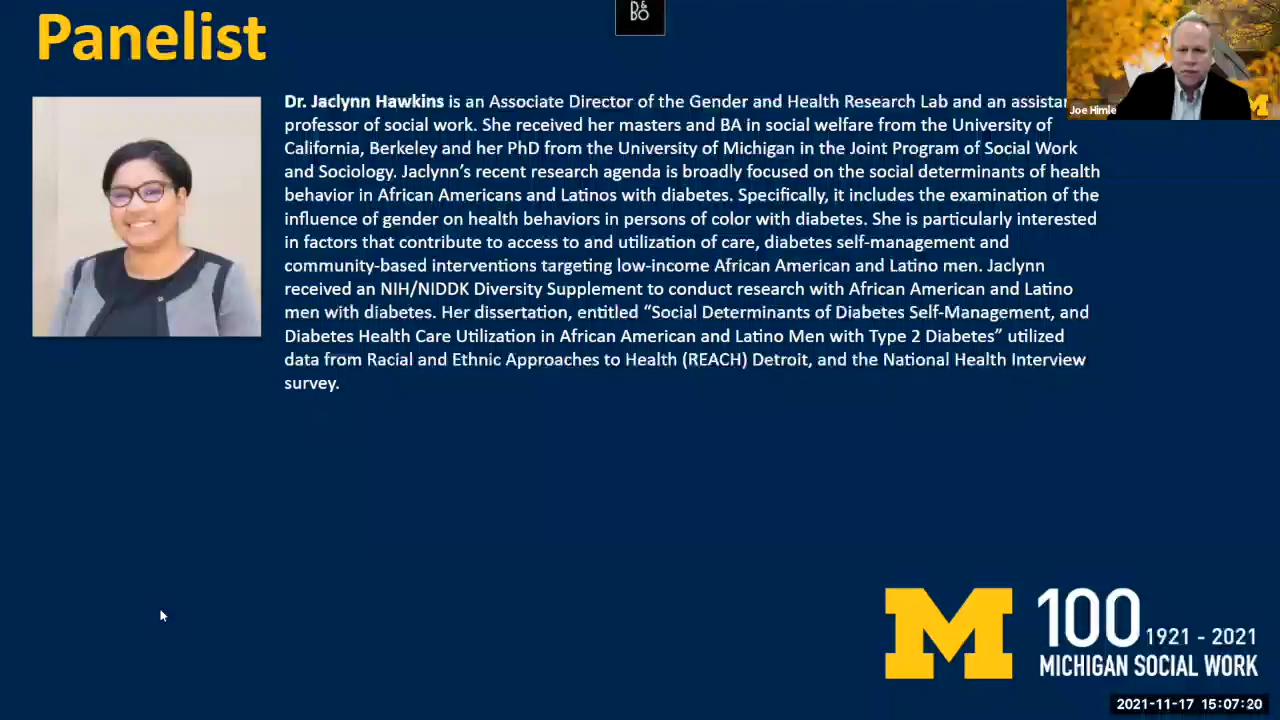 Panelist
B&O
Dr. Jaclynn Hawkins is an Associate Director of the Gender and Health Research Lab and an assistar
professor of social work. She received her masters and BA in social welfare from the University of
California, Berkeley and her PhD from the University of Michigan in the Joint Program of Social Work
and Sociology. Jaclynn’s recent research agenda is broadly focused on the social determinants of health
behavior in African Americans and Latinos with diabetes. Specifically, it includes the examination of the
influence of gender on health behaviors in persons of color with diabetes. She is particularly interested
in factors that contribute to access to and utilization of care, diabetes self-management and
community-based interventions targeting low-income African American and Latino men. Jaclynn
received an NIH/NIDDK Diversity Supplement to conduct research with African American and Latino
men with diabetes. Her dissertation, entitled “Social Determinants of Diabetes Self-Management, and
Diabetes Health Care Utilization in African American and Latino Men with Type 2 Diabetes” utilized
data from Racial and Ethnic Approaches to Health (REACH) Detroit, and the National Health Interview
survey.
Joe Himle
M
M
100 1921 - 2021
MICHIGAN SOCIAL WORK
2021-11-17 15:07:20